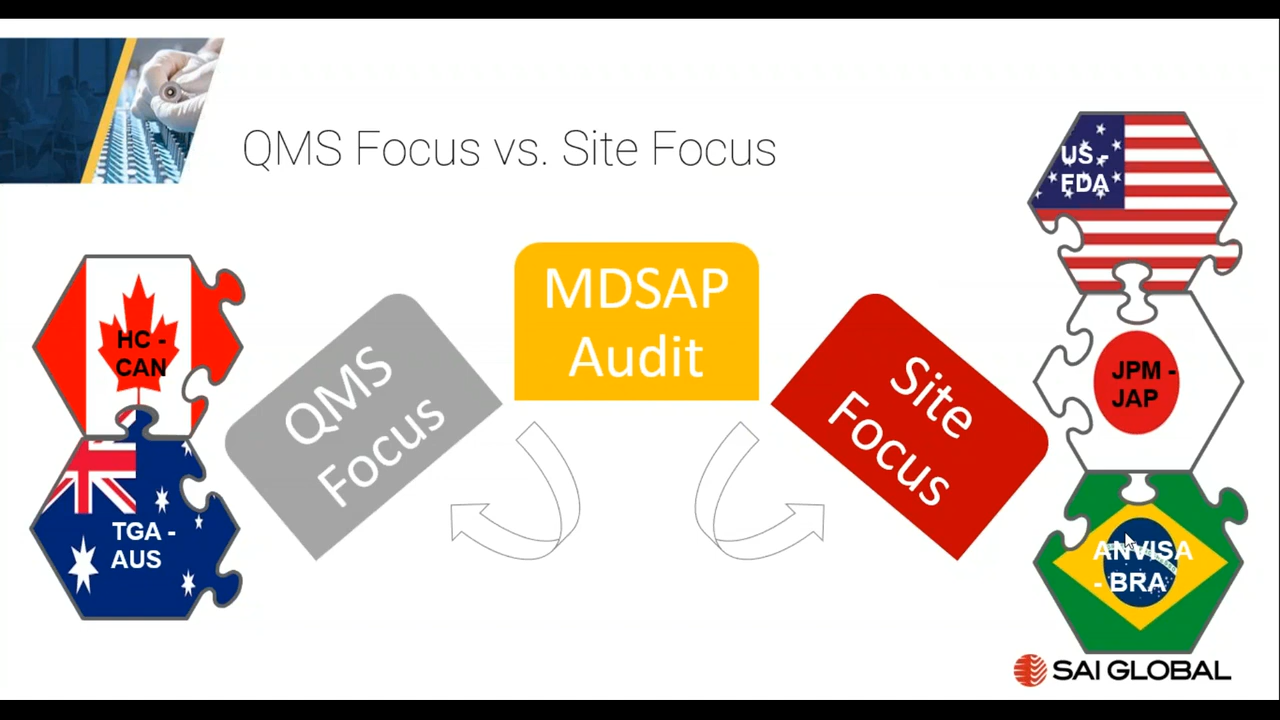 QMS Focus vs. Site Focus
HC -
CAN
TGA -
AUS
QMS
Focus
MDSAP
Audit
Site
Focus
US -
FDA
JPM -
JAP
ANVISA
- BRA
SAI GLOBAL